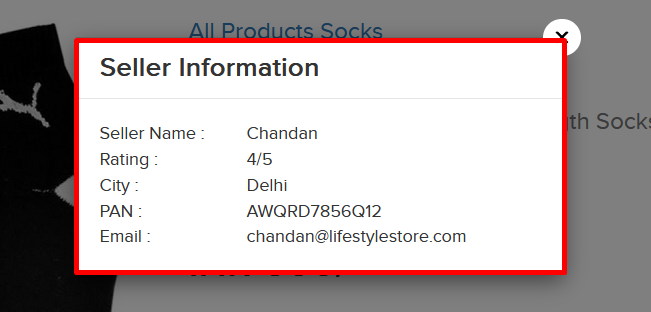 All Products Socks
Seller Information
Seller Name : Chandan
Rating : 4/5
City : Delhi
PAN : AWQRD7856Q12
Email : chandan@lifestylestore.com
Socks